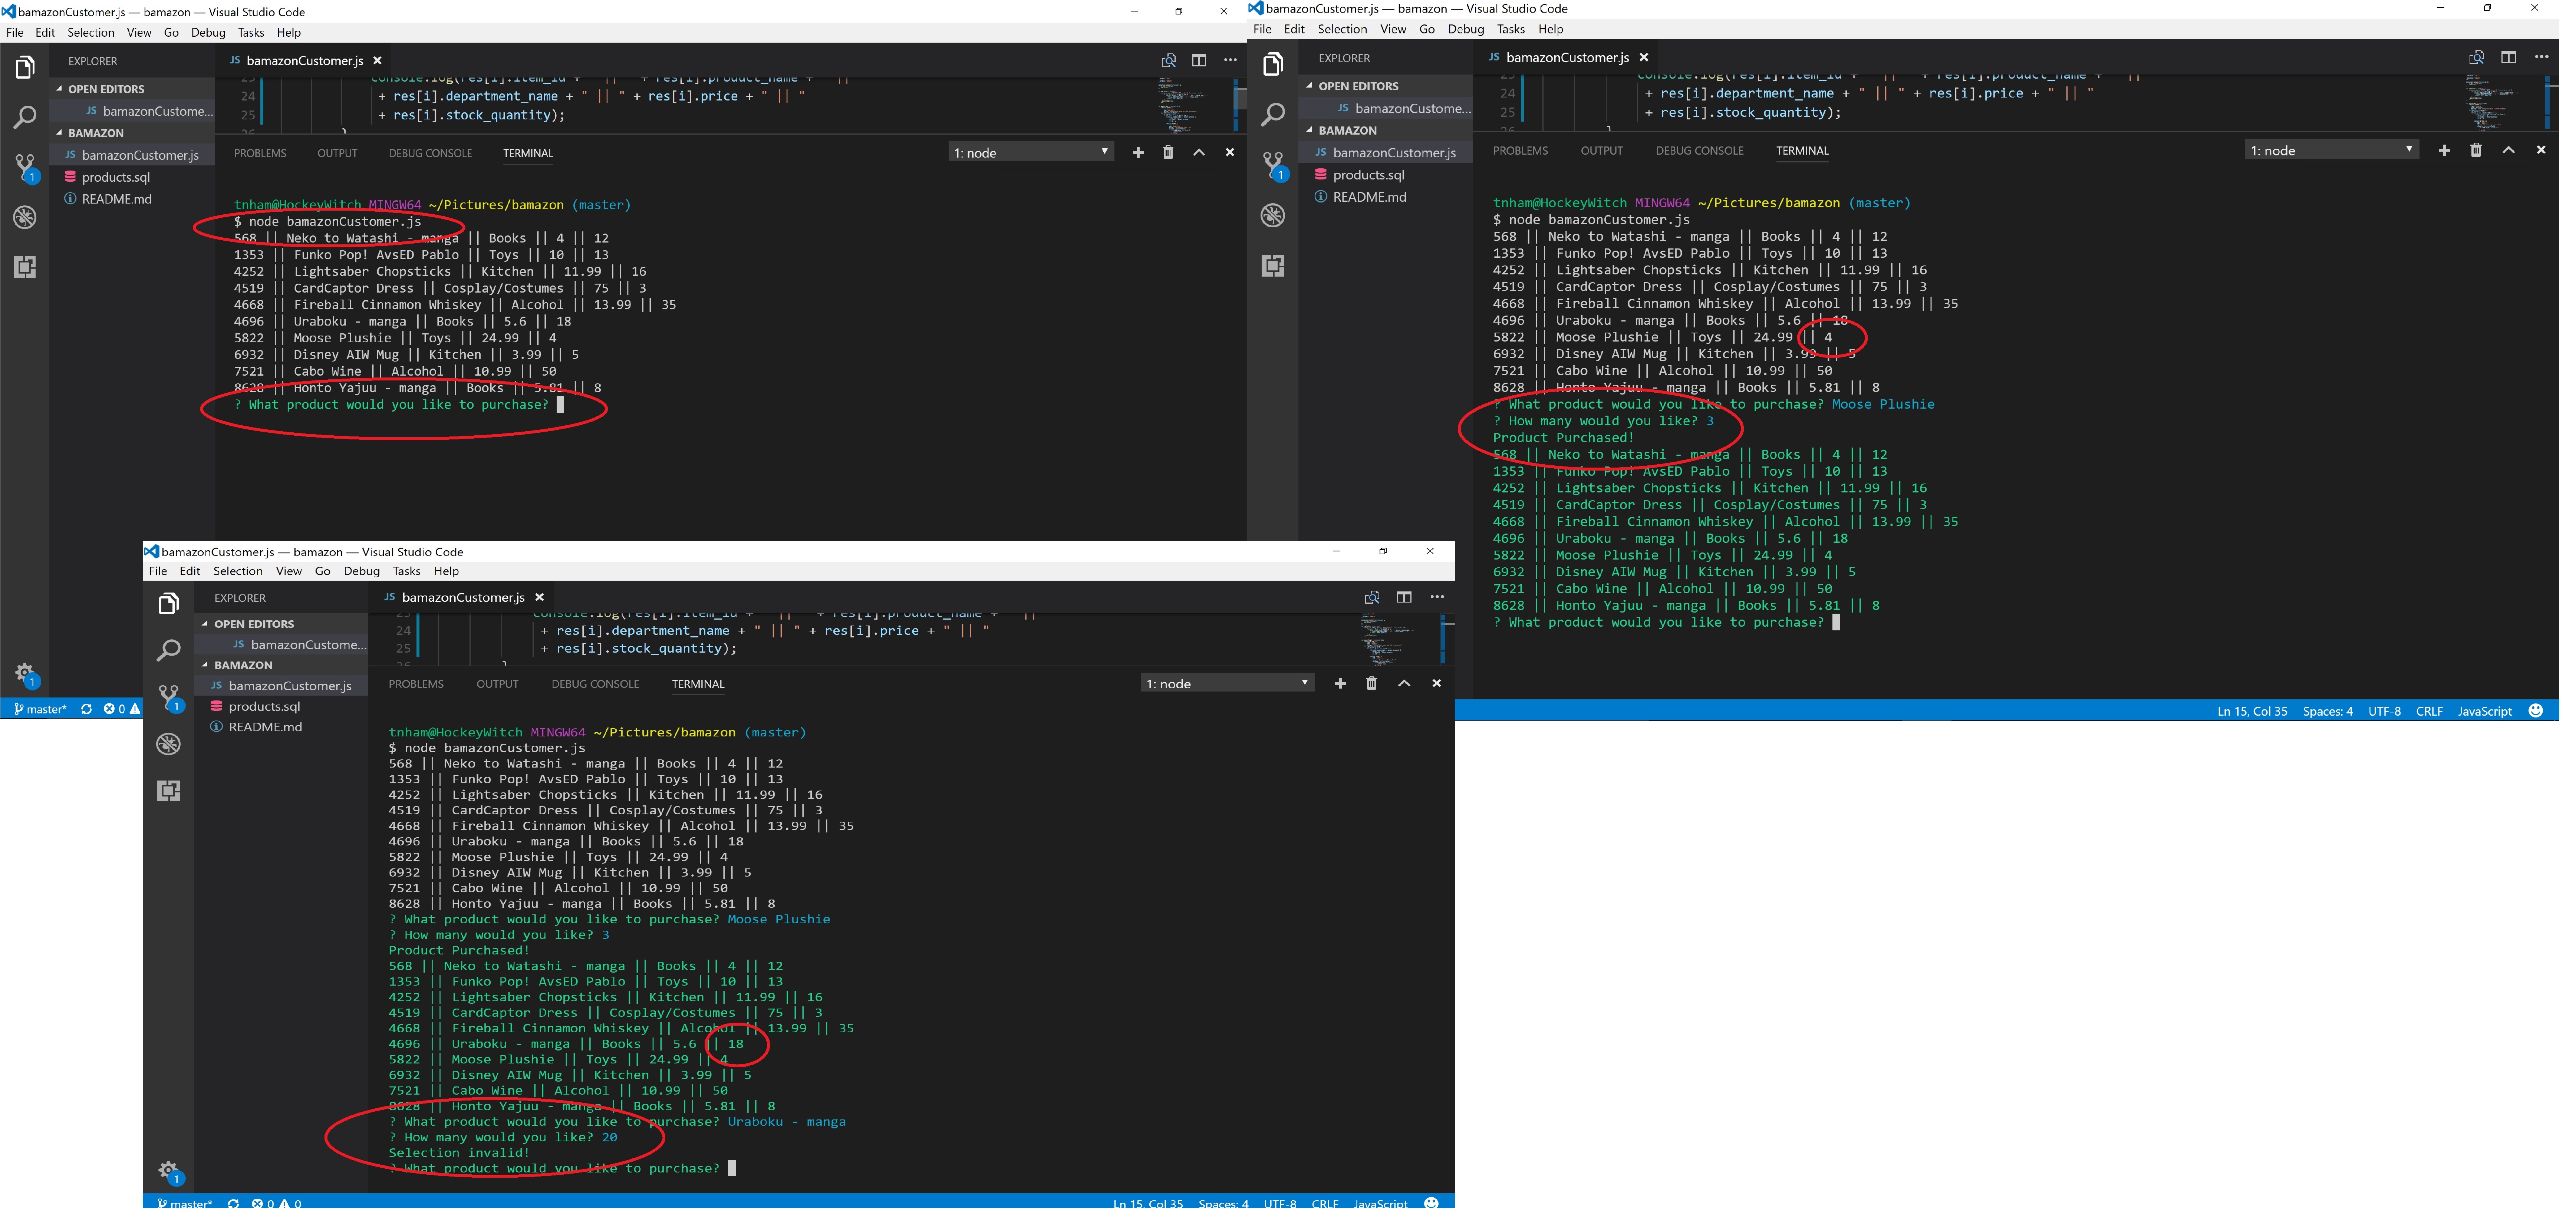 bamazonCustomer.js — bamazon — Visual Studio Code
File Edit Selection View Go Debug Tasks Help
EXPLORER
OPEN EDITORS
JS bamazonCustome...
BAMAZON
JS bamazonCustomer.js
products.sql
README.md
JS bamazonCustomer.js
24 + res[i].department_name + " || " + res[i].price + " || "
25 + res[i].stock_quantity);
PROBLEMS OUTPUT DEBUG CONSOLE TERMINAL
1: node
tnham@HockeyWitch MINGW64 ~/Pictures/bamazon (master)
$ node bamazonCustomer.js
568 || Neko to Watashi - manga || Books || 4 || 12
1353 || Funko Pop! AvsED Pablo || Toys || 10 || 13
4252 || Lightsaber Chopsticks || Kitchen || 11.99 || 16
4519 || CardCaptor Dress || Cosplay/Costumes || 75 || 3
4668 || Fireball Cinnamon Whiskey || Alcohol || 13.99 || 35
4696 || Uraboku - manga || Books || 5.6 || 18
5822 || Moose Plushie || Toys || 24.99 || 4
6932 || Disney AIW Mug || Kitchen || 3.99 || 5
7521 || Cabo Wine || Alcohol || 10.99 || 50
8628 || Honto Yajuu - manga || Books || 5.81 || 8
? What product would you like to purchase?
1
1
master* 0
bamazonCustomer.js — bamazon — Visual Studio Code
File Edit Selection View Go Debug Tasks Help
EXPLORER
OPEN EDITORS
JS bamazonCustome...
BAMAZON
JS bamazonCustomer.js
products.sql
README.md
1
JS bamazonCustomer.js
24 + res[i].department_name + " || " + res[i].price + " || "
25 + res[i].stock_quantity);
PROBLEMS OUTPUT DEBUG CONSOLE TERMINAL
1: node
tnham@HockeyWitch MINGW64 ~/Pictures/bamazon (master)
$ node bamazonCustomer.js
568 || Neko to Watashi - manga || Books || 4 || 12
1353 || Funko Pop! AvsED Pablo || Toys || 10 || 13
4252 || Lightsaber Chopsticks || Kitchen || 11.99 || 16
4519 || CardCaptor Dress || Cosplay/Costumes || 75 || 3
4668 || Fireball Cinnamon Whiskey || Alcohol || 13.99 || 35
4696 || Uraboku - manga || Books || 5.6 || 18
5822 || Moose Plushie || Toys || 24.99 || 4
6932 || Disney AIW Mug || Kitchen || 3.99 || 5
7521 || Cabo Wine || Alcohol || 10.99 || 50
8628 || Honto Yajuu - manga || Books || 5.81 || 8
? What product would you like to purchase? Moose Plushie
? How many would you like? 3
Product Purchased!
568 || Neko to Watashi - manga || Books || 4 || 12
1353 || Funko Pop! AvsED Pablo || Toys || 10 || 13
4252 || Lightsaber Chopsticks || Kitchen || 11.99 || 16
4519 || CardCaptor Dress || Cosplay/Costumes || 75 || 3
4668 || Fireball Cinnamon Whiskey || Alcohol || 13.99 || 35
4696 || Uraboku - manga || Books || 5.6 || 18
5822 || Moose Plushie || Toys || 24.99 || 4
6932 || Disney AIW Mug || Kitchen || 3.99 || 5
7521 || Cabo Wine || Alcohol || 10.99 || 50
8628 || Honto Yajuu - manga || Books || 5.81 || 8
? What product would you like to purchase?
Ln 15, Col 35 Spaces: 4 UTF-8 CRLF JavaScript
bamazonCustomer.js — bamazon — Visual Studio Code
File Edit Selection View Go Debug Tasks Help
EXPLORER
OPEN EDITORS
JS bamazonCustome...
BAMAZON
JS bamazonCustomer.js
products.sql
README.md
1
1
JS bamazonCustomer.js
24 + res[i].department_name + " || " + res[i].price + " || "
25 + res[i].stock_quantity);
PROBLEMS OUTPUT DEBUG CONSOLE TERMINAL
1: node
tnham@HockeyWitch MINGW64 ~/Pictures/bamazon (master)
$ node bamazonCustomer.js
568 || Neko to Watashi - manga || Books || 4 || 12
1353 || Funko Pop! AvsED Pablo || Toys || 10 || 13
4252 || Lightsaber Chopsticks || Kitchen || 11.99 || 16
4519 || CardCaptor Dress || Cosplay/Costumes || 75 || 3
4668 || Fireball Cinnamon Whiskey || Alcohol || 13.99 || 35
4696 || Uraboku - manga || Books || 5.6 || 18
5822 || Moose Plushie || Toys || 24.99 || 4
6932 || Disney AIW Mug || Kitchen || 3.99 || 5
7521 || Cabo Wine || Alcohol || 10.99 || 50
8628 || Honto Yajuu - manga || Books || 5.81 || 8
? What product would you like to purchase? Moose Plushie
? How many would you like? 3
Product Purchased!
568 || Neko to Watashi - manga || Books || 4 || 12
1353 || Funko Pop! AvsED Pablo || Toys || 10 || 13
4252 || Lightsaber Chopsticks || Kitchen || 11.99 || 16
4519 || CardCaptor Dress || Cosplay/Costumes || 75 || 3
4668 || Fireball Cinnamon Whiskey || Alcohol || 13.99 || 35
4696 || Uraboku - manga || Books || 5.6 || 18
5822 || Moose Plushie || Toys || 24.99 || 4
6932 || Disney AIW Mug || Kitchen || 3.99 || 5
7521 || Cabo Wine || Alcohol || 10.99 || 50
8628 || Honto Yajuu - manga || Books || 5.81 || 8
? What product would you like to purchase? Uraboku - manga
? How many would you like? 20
Selection invalid!
? What product would you like to purchase?
master* 0 0 Ln 15, Col 35 Spaces: 4 UTF-8 CRLF JavaScript